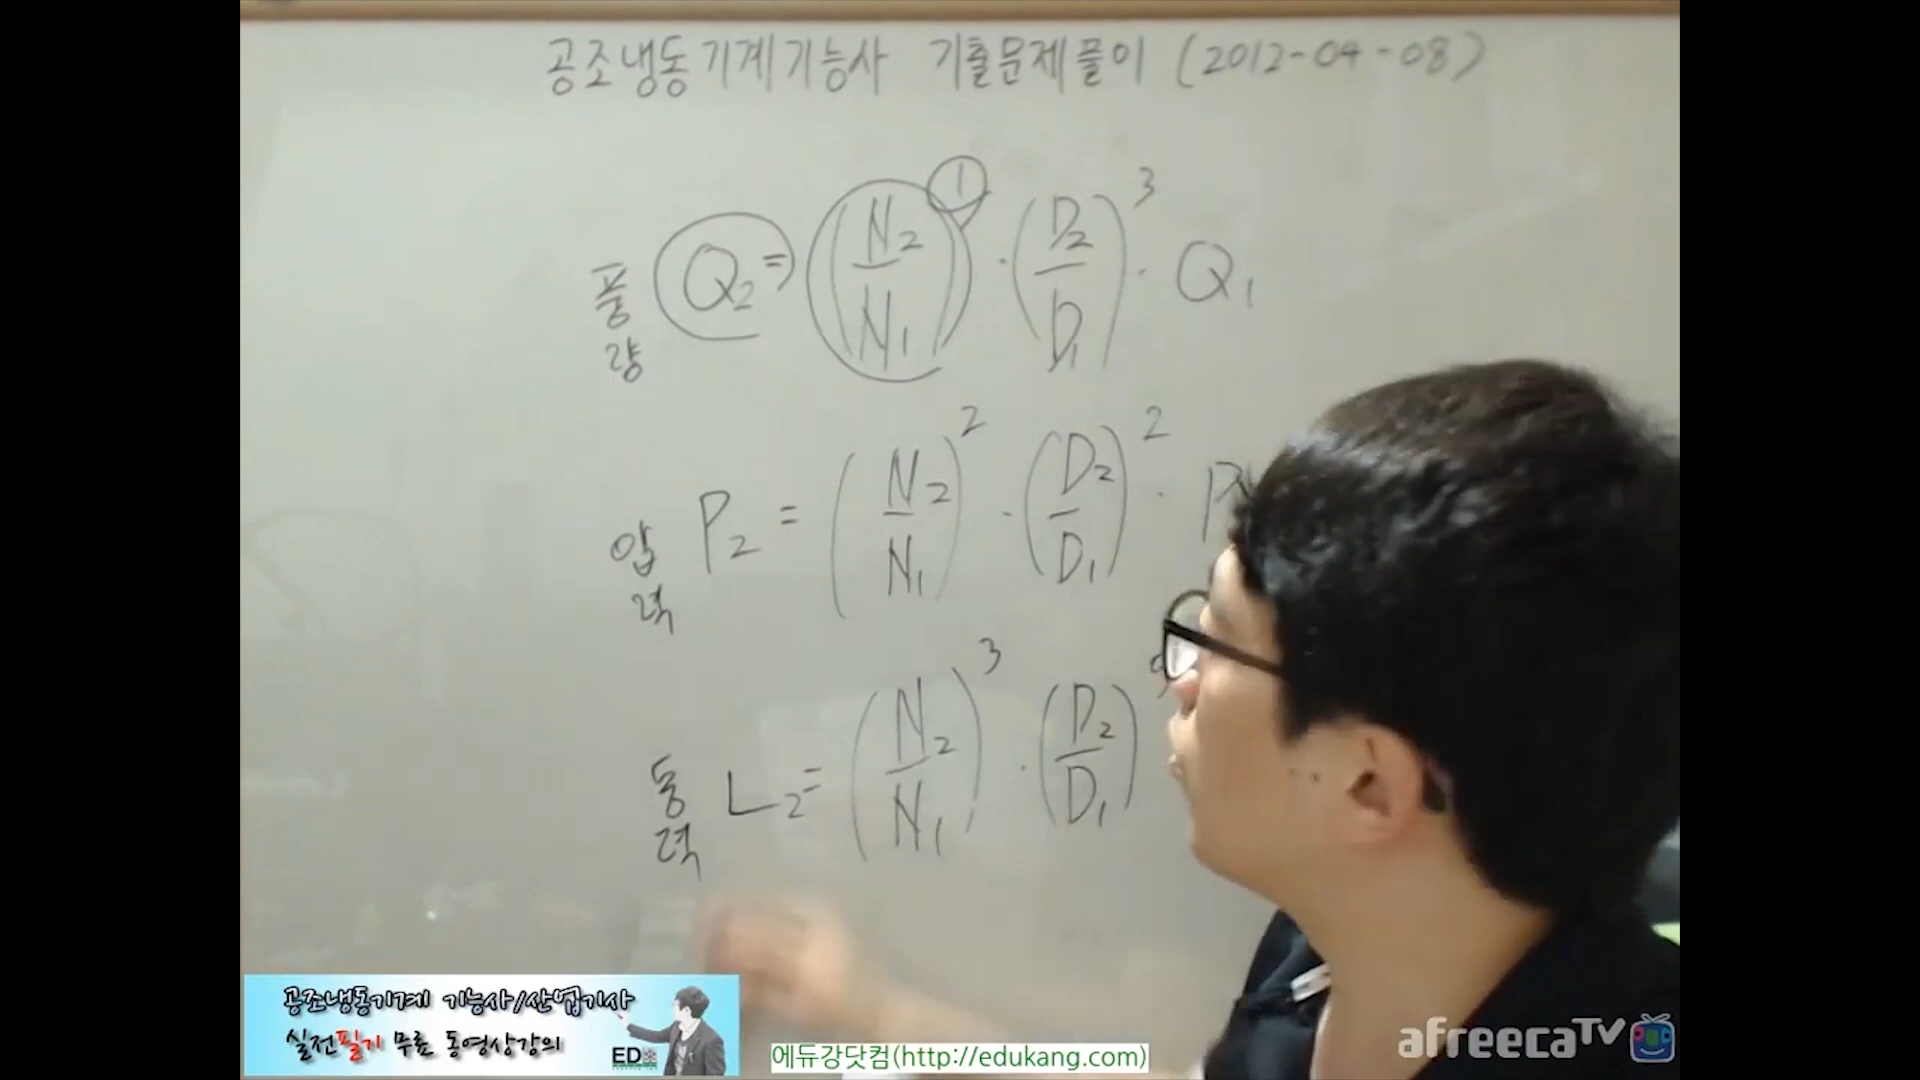 공조냉동기계기능사 기출문제풀이 (2012-04-08)
풍량 Q2 = (N2/N1)^1 · (D2/D1)^3 · Q1
압력 P2 = (N2/N1)^2 · (D2/D1)^2 ·
동력 L2 = (N2/N1)^3 · (D2/D1)
공조냉동기계 기능사/산업기사
실전필기 무료 동영상강의
에듀강닷컴(http://edukang.com)
afreecaTV